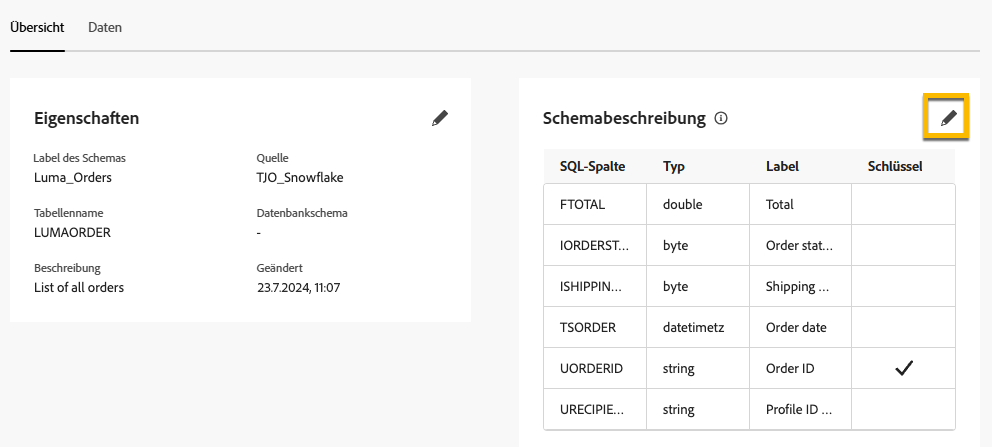 Übersicht Daten
Eigenschaften
Label des Schemas Quelle
Luma_Orders TJO_Snowflake
Tabellenname Datenbankschema
LUMAORDER -
Beschreibung Geändert
List of all orders 23.7.2024, 11:07
Schemabeschreibung
SQL-Spalte Typ Label Schlüssel
FTOTAL double Total
IORDERST... byte Order stat...
ISHIPPIN... byte Shipping ...
TSORDER datetimetz Order date
UORDERID string Order ID
URECIPIE... string Profile ID ...